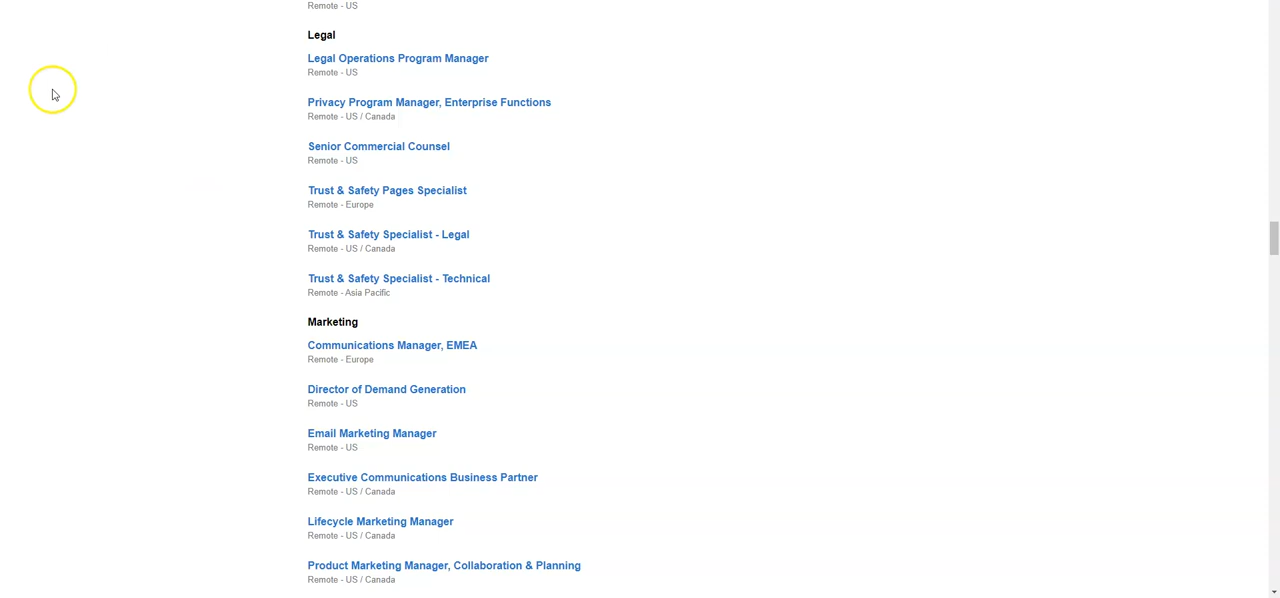 Remote - US
Legal
Legal Operations Program Manager
Remote - US
Privacy Program Manager, Enterprise Functions
Remote - US / Canada
Senior Commercial Counsel
Remote - US
Trust & Safety Pages Specialist
Remote - Europe
Trust & Safety Specialist - Legal
Remote - US / Canada
Trust & Safety Specialist - Technical
Remote - Asia Pacific
Marketing
Communications Manager, EMEA
Remote - Europe
Director of Demand Generation
Remote - US
Email Marketing Manager
Remote - US
Executive Communications Business Partner
Remote - US / Canada
Lifecycle Marketing Manager
Remote - US / Canada
Product Marketing Manager, Collaboration & Planning
Remote - US / Canada